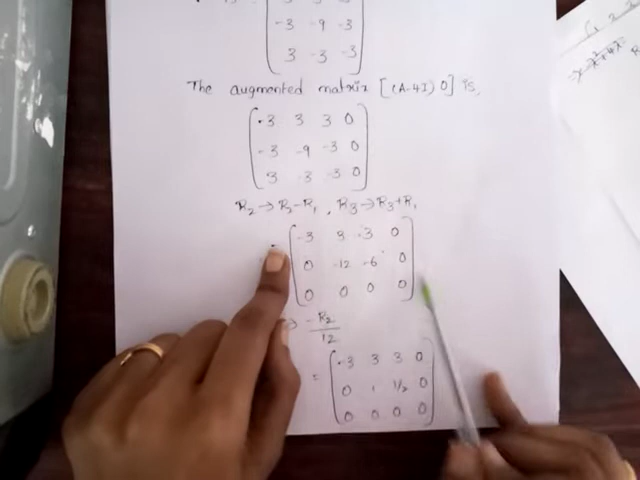 -3 -9 -3
3 -3 -3
The augmented matrix [(A-4I) 0] is,
-3 3 3 0
-3 -9 -3 0
3 -3 -3 0
R2 → R2-R1, R3 → R3+R1
-3 3 3 0
0 -12 -6 0
0 0 0 0
⇒ -R2/12
= -3 3 3 0
0 1 1/2 0
0 0 0 0